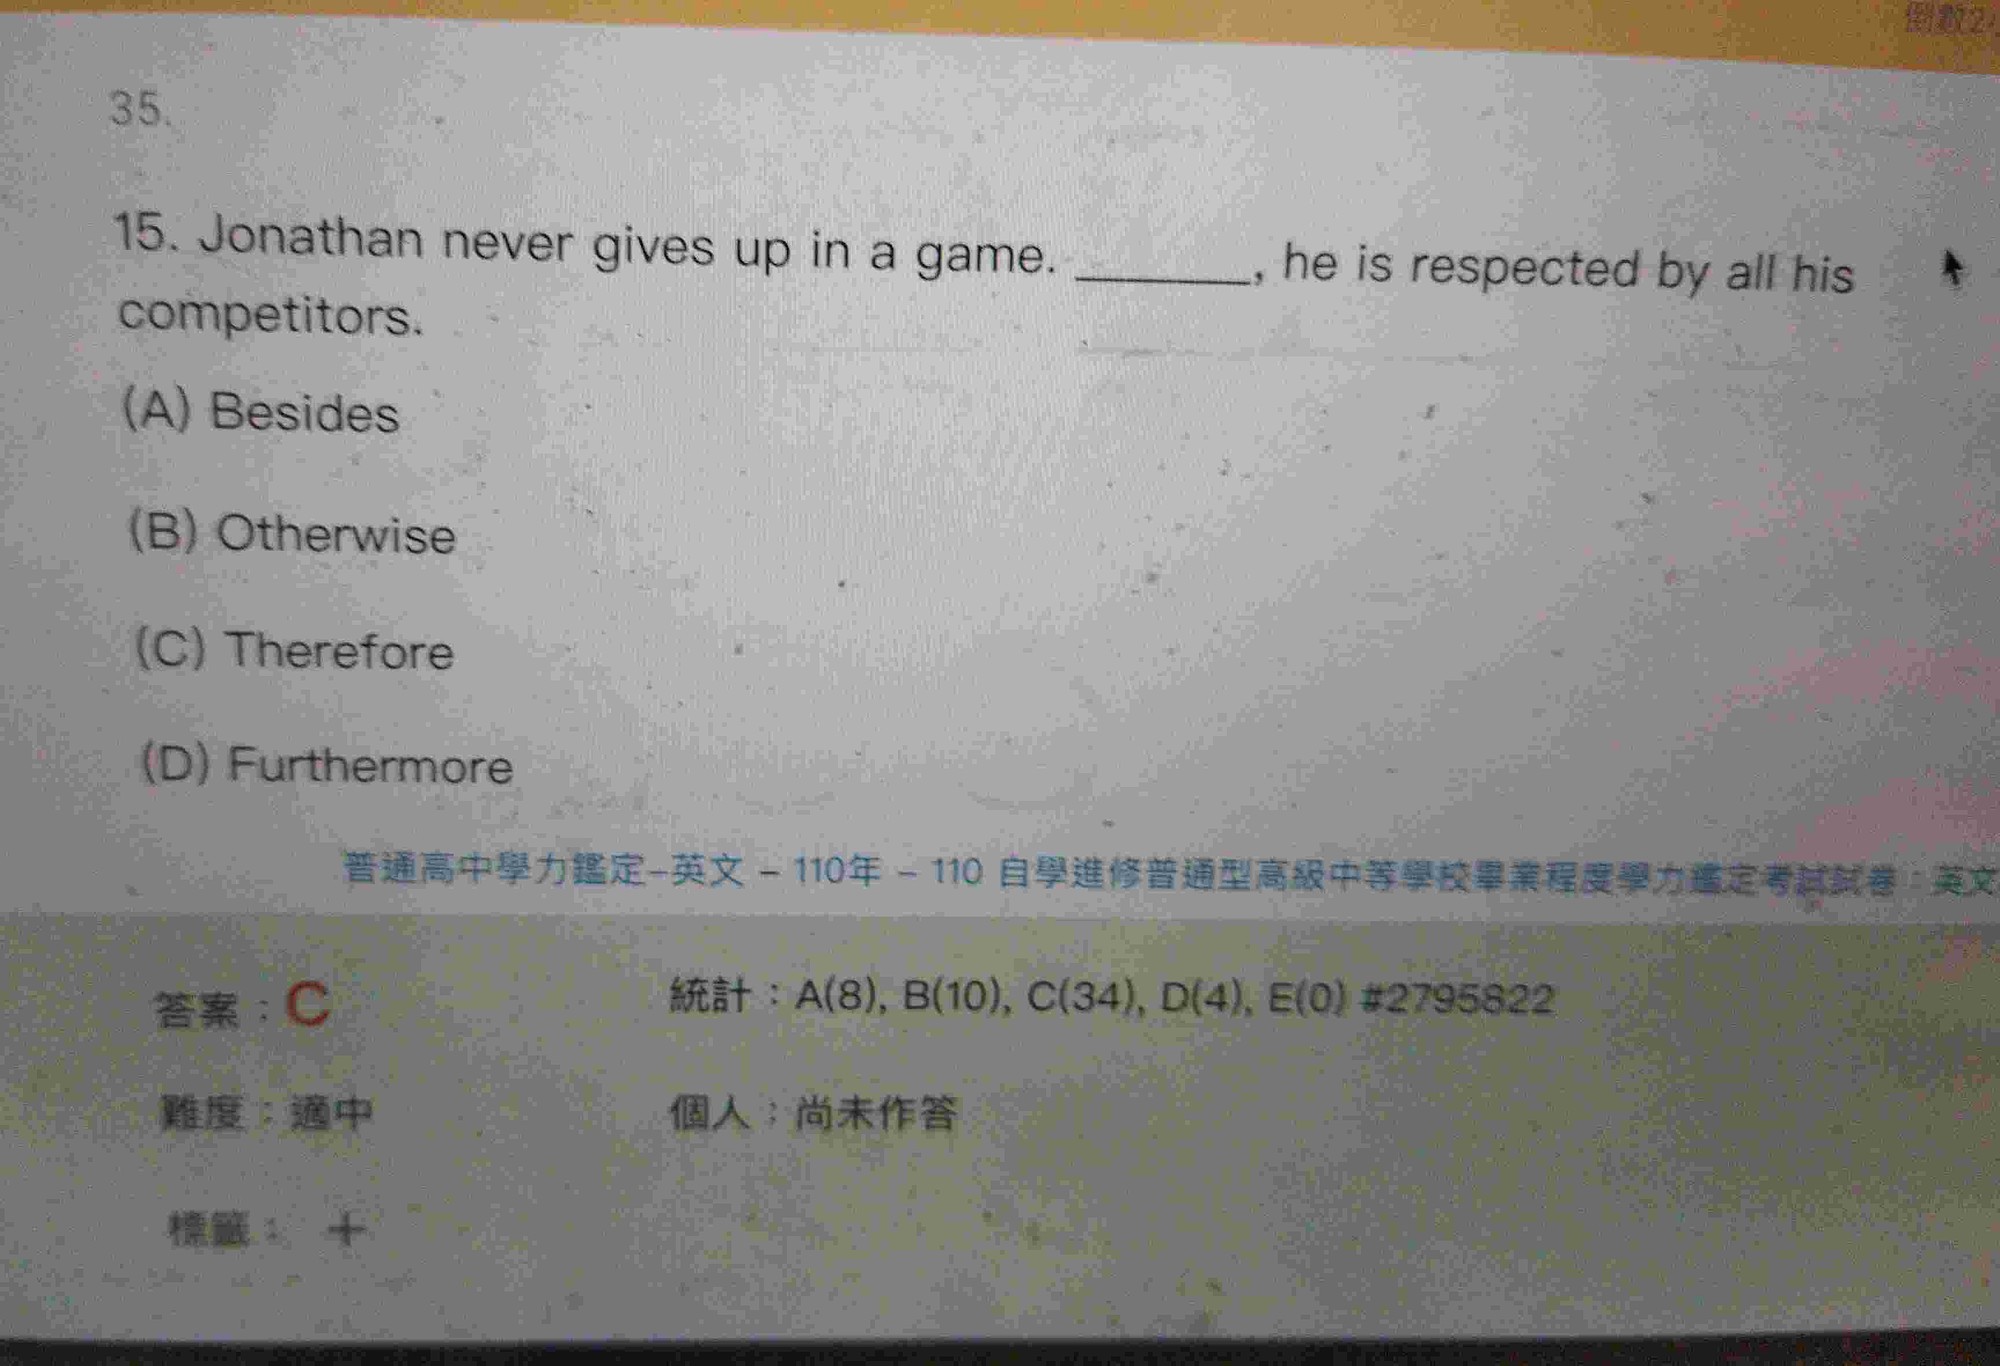 倒數2
35.
15. Jonathan never gives up in a game. ______, he is respected by all his
competitors.
(A) Besides
(B) Otherwise
(C) Therefore
(D) Furthermore
普通高中學力鑑定-英文 - 110年 - 110 自學進修普通型高級中等學校畢業程度學力鑑定考試試卷：英文
答案：C
統計：A(8), B(10), C(34), D(4), E(0) #2795822
難度：適中
個人：尚未作答
標籤： +